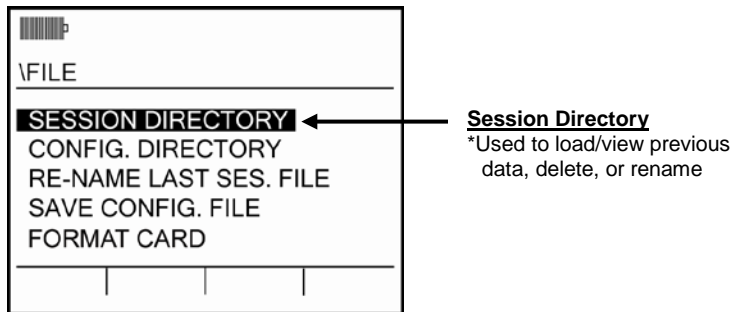 \FILE
SESSION DIRECTORY
CONFIG. DIRECTORY
RE-NAME LAST SES. FILE
SAVE CONFIG. FILE
FORMAT CARD
Session Directory
*Used to load/view previous
data, delete, or rename